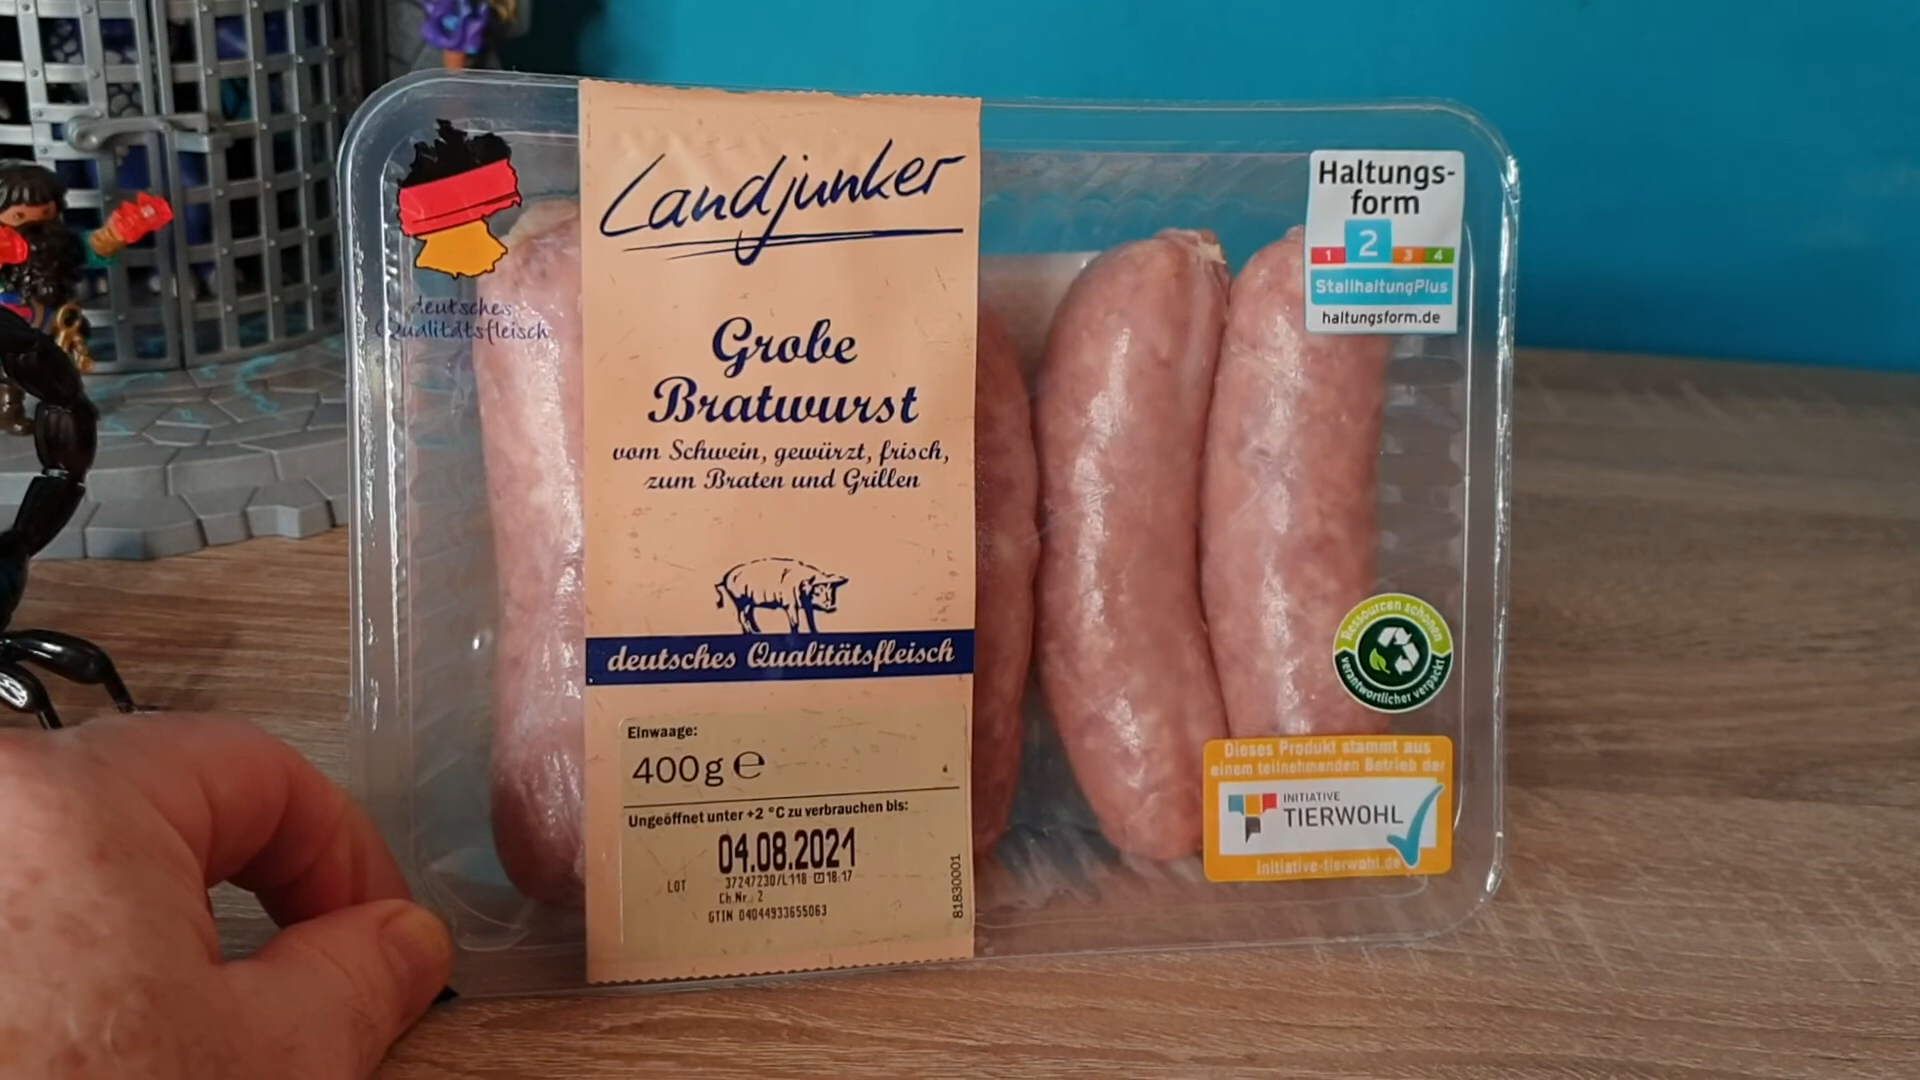 deutsches
Qualitätsfleisch
Landjunker
Grobe
Bratwurst
vom Schwein, gewürzt, frisch,
zum Braten und Grillen
deutsches Qualitätsfleisch
Einwaage:
400g e
Ungeöffnet unter +2 °C zu verbrauchen bis:
04.08.2021
LOT 37247230/L118 18:17
Ch.Nr.: 2
GTIN 04044933655063
81830001
Haltungs-
form
1 2 3 4
StallhaltungPlus
haltungsform.de
Ressourcen schonen
verantwortlicher verpackt
Dieses Produkt stammt aus
einem teilnehmenden Betrieb der
INITIATIVE
TIERWOHL
initiative-tierwohl.de